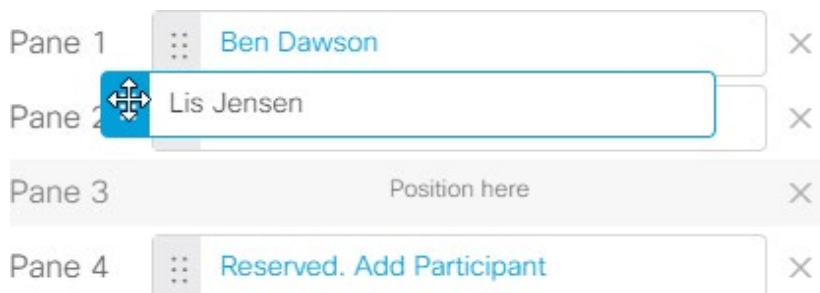 Pane 1 Ben Dawson
Pane 2 Lis Jensen
Pane 3 Position here
Pane 4 Reserved. Add Participant